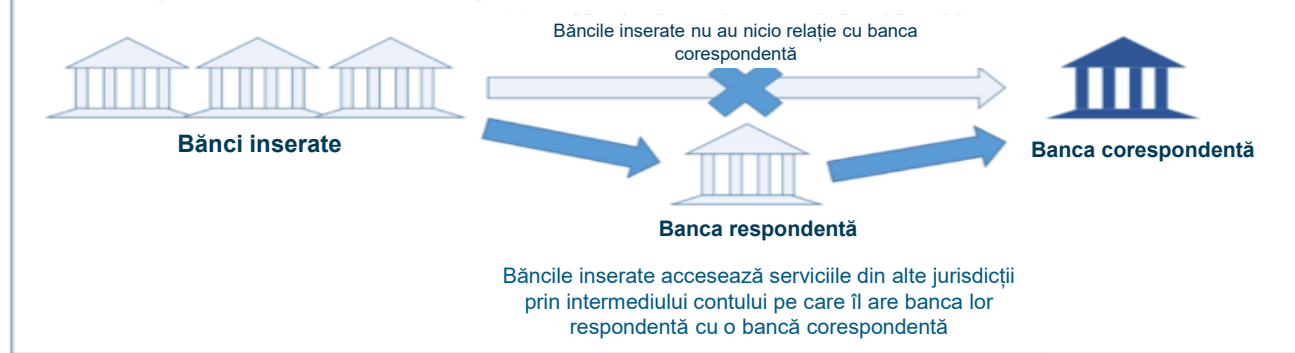 Băncile inserate nu au nicio relație cu banca
corespondentă
Bănci inserate
Banca corespondentă
Banca respondentă
Băncile inserate accesează serviciile din alte jurisdicții
prin intermediului contului pe care îl are banca lor
respondentă cu o bancă corespondentă